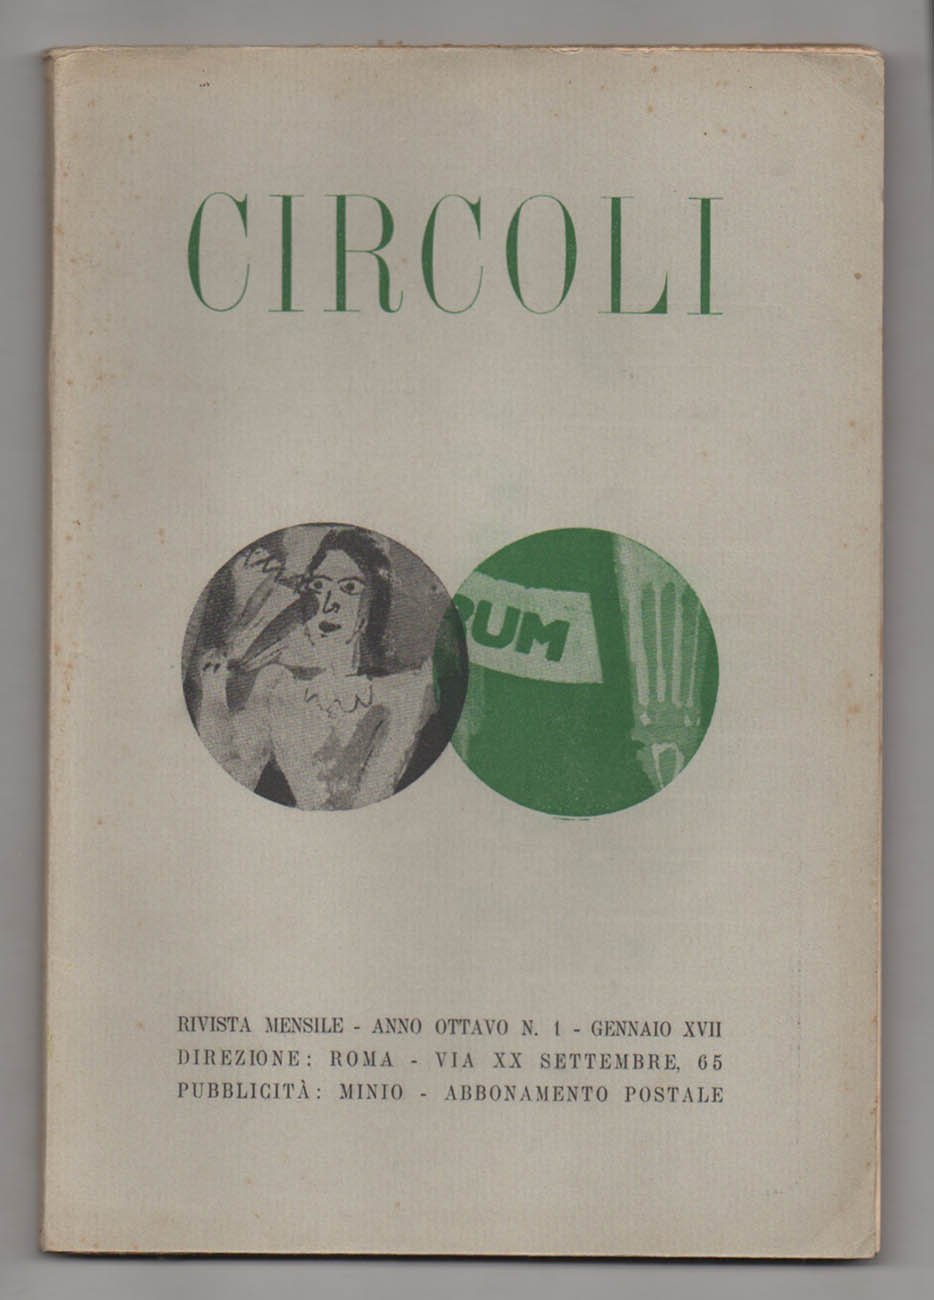 CIRCOLI
RUM
RIVISTA MENSILE - ANNO OTTAVO N. 1 - GENNAIO XVII
DIREZIONE: ROMA - VIA XX SETTEMBRE, 65
PUBBLICITÀ: MINIO - ABBONAMENTO POSTALE